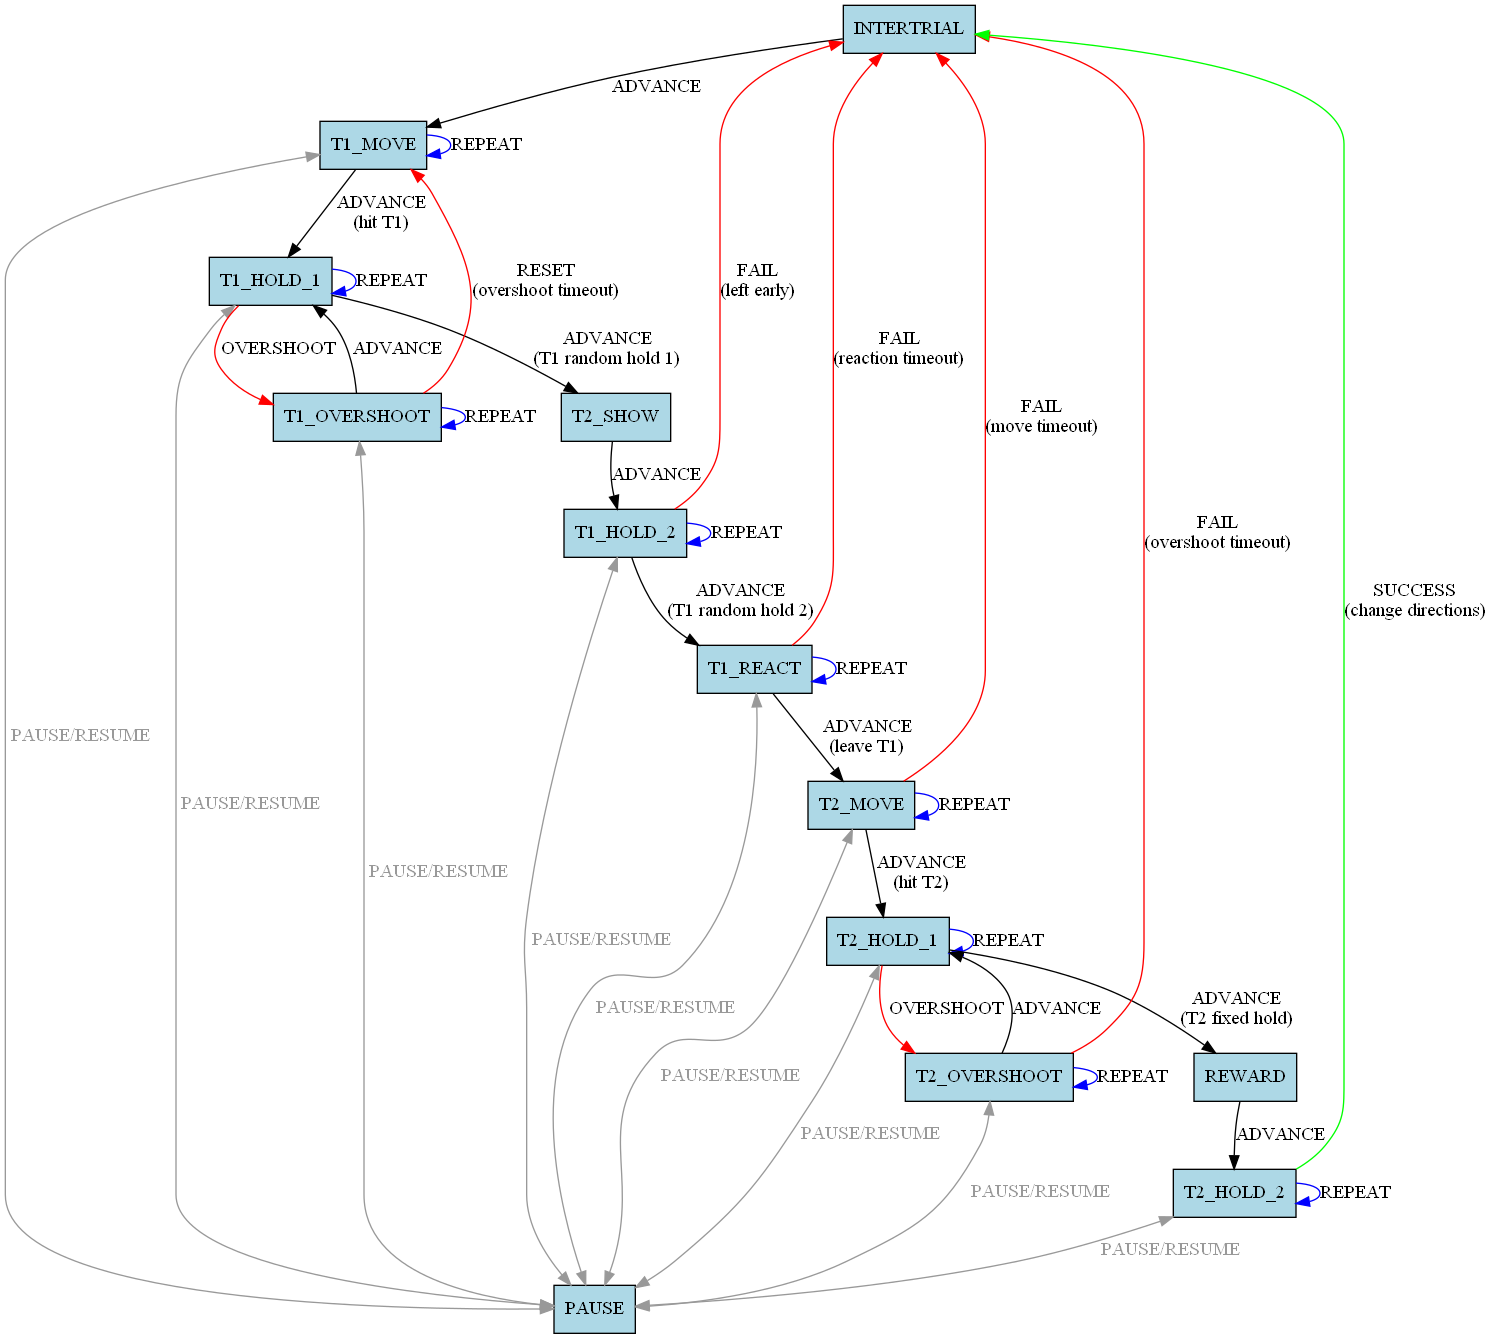 INTERTRIAL
ADVANCE
T1_MOVE
REPEAT
ADVANCE
(hit T1)
T1_HOLD_1
REPEAT
RESET
(overshoot timeout)
FAIL
(left early)
OVERSHOOT
ADVANCE
ADVANCE
(T1 random hold 1)
FAIL
(reaction timeout)
T1_OVERSHOOT
REPEAT
T2_SHOW
FAIL
(move timeout)
ADVANCE
T1_HOLD_2
REPEAT
FAIL
(overshoot timeout)
ADVANCE
(T1 random hold 2)
SUCCESS
(change directions)
T1_REACT
REPEAT
PAUSE/RESUME
ADVANCE
(leave T1)
PAUSE/RESUME
T2_MOVE
REPEAT
PAUSE/RESUME
ADVANCE
(hit T2)
PAUSE/RESUME
T2_HOLD_1
REPEAT
PAUSE/RESUME
OVERSHOOT
ADVANCE
ADVANCE
(T2 fixed hold)
PAUSE/RESUME
T2_OVERSHOOT
REPEAT
REWARD
PAUSE/RESUME
ADVANCE
PAUSE/RESUME
T2_HOLD_2
REPEAT
PAUSE/RESUME
PAUSE